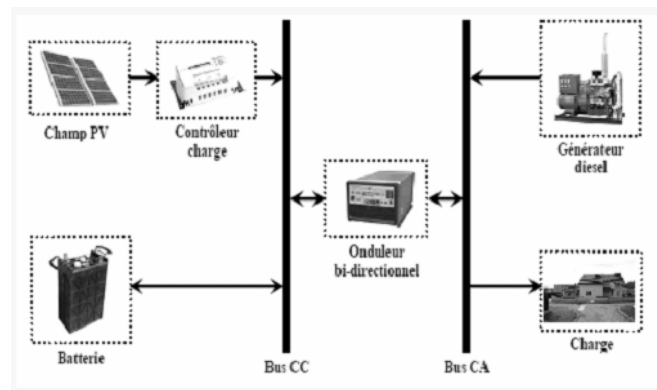 Champ PV
Contrôleur
charge
Générateur
diesel
Onduleur
bi-directionnel
Batterie
Bus CC
Bus CA
Charge